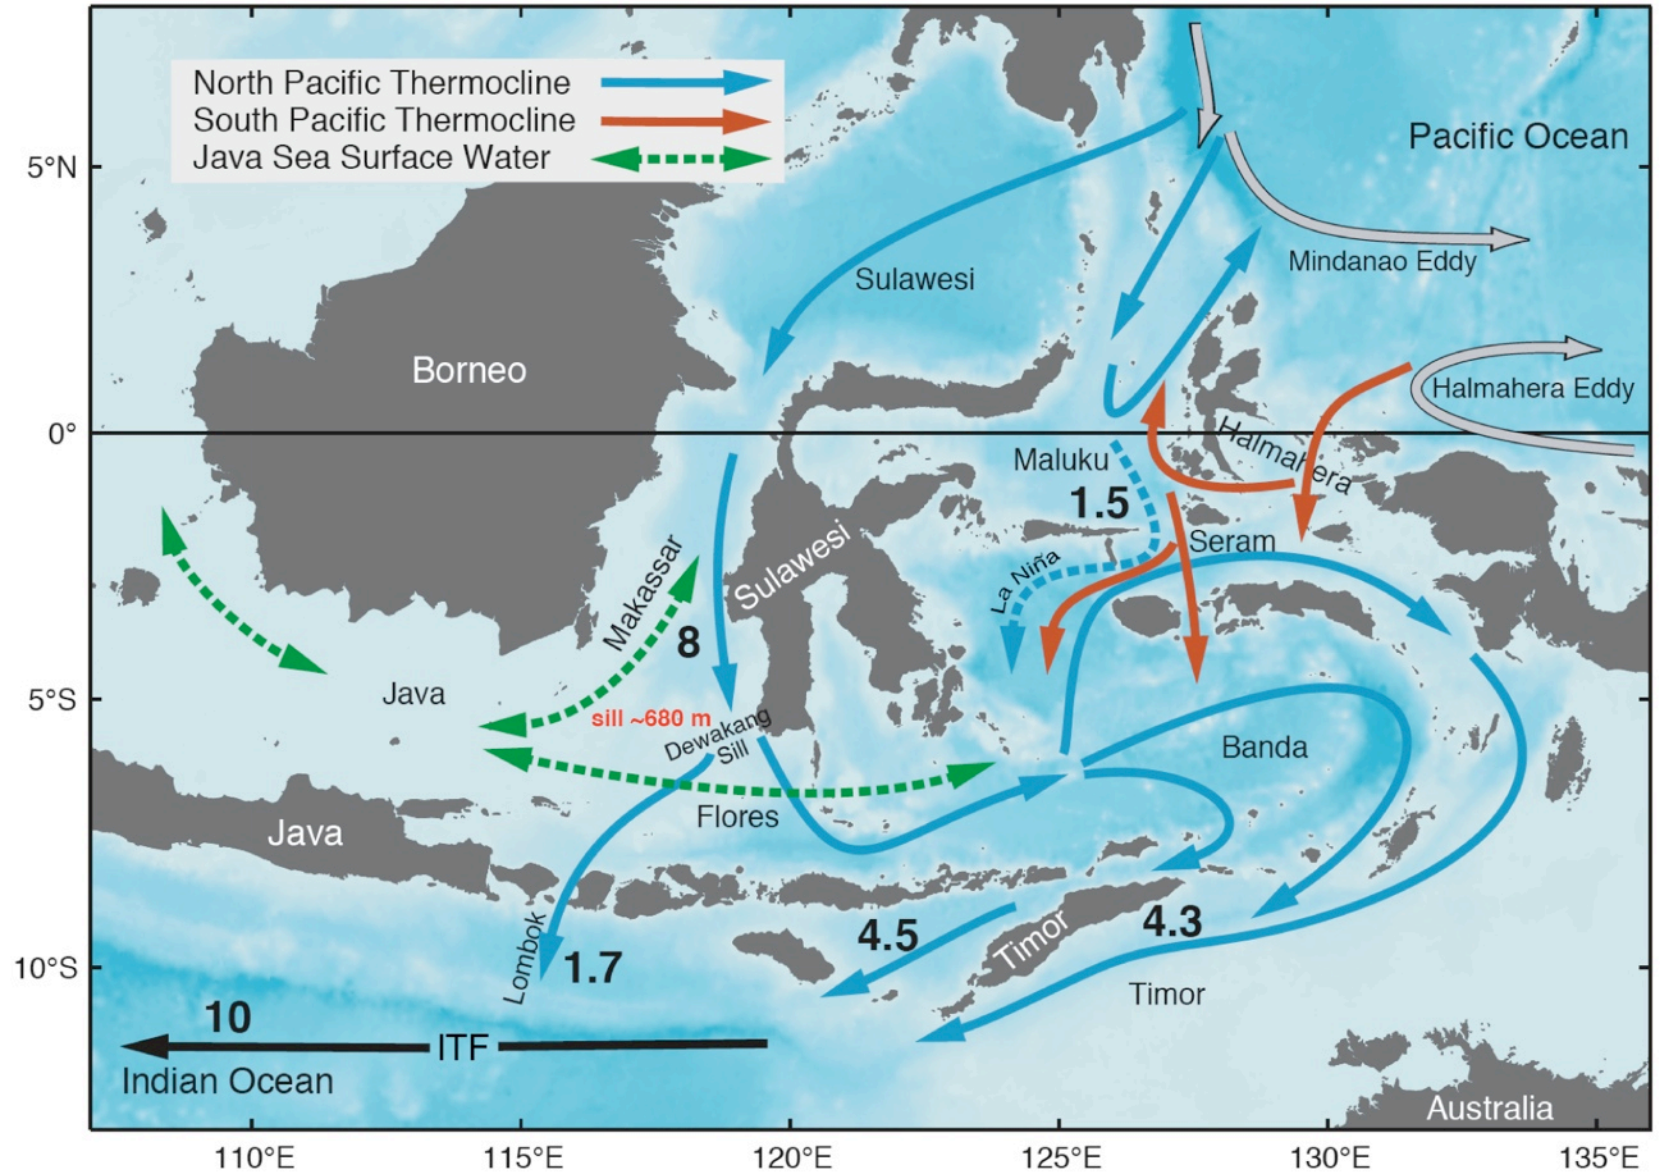 North Pacific Thermocline
South Pacific Thermocline
Java Sea Surface Water
Pacific Ocean
5°N
Mindanao Eddy
Sulawesi
Borneo
Halmahera Eddy
0°
Halmahera
Maluku
1.5
Seram
La Niña
Sulawesi
Makassar
8
5°S
Java
sill ~680 m
Dewakang
Sill
Banda
Flores
Java
4.5
4.3
Timor
Lombok
1.7
10°S
Timor
10
ITF
Indian Ocean
Australia
110°E
115°E
120°E
125°E
130°E
135°E